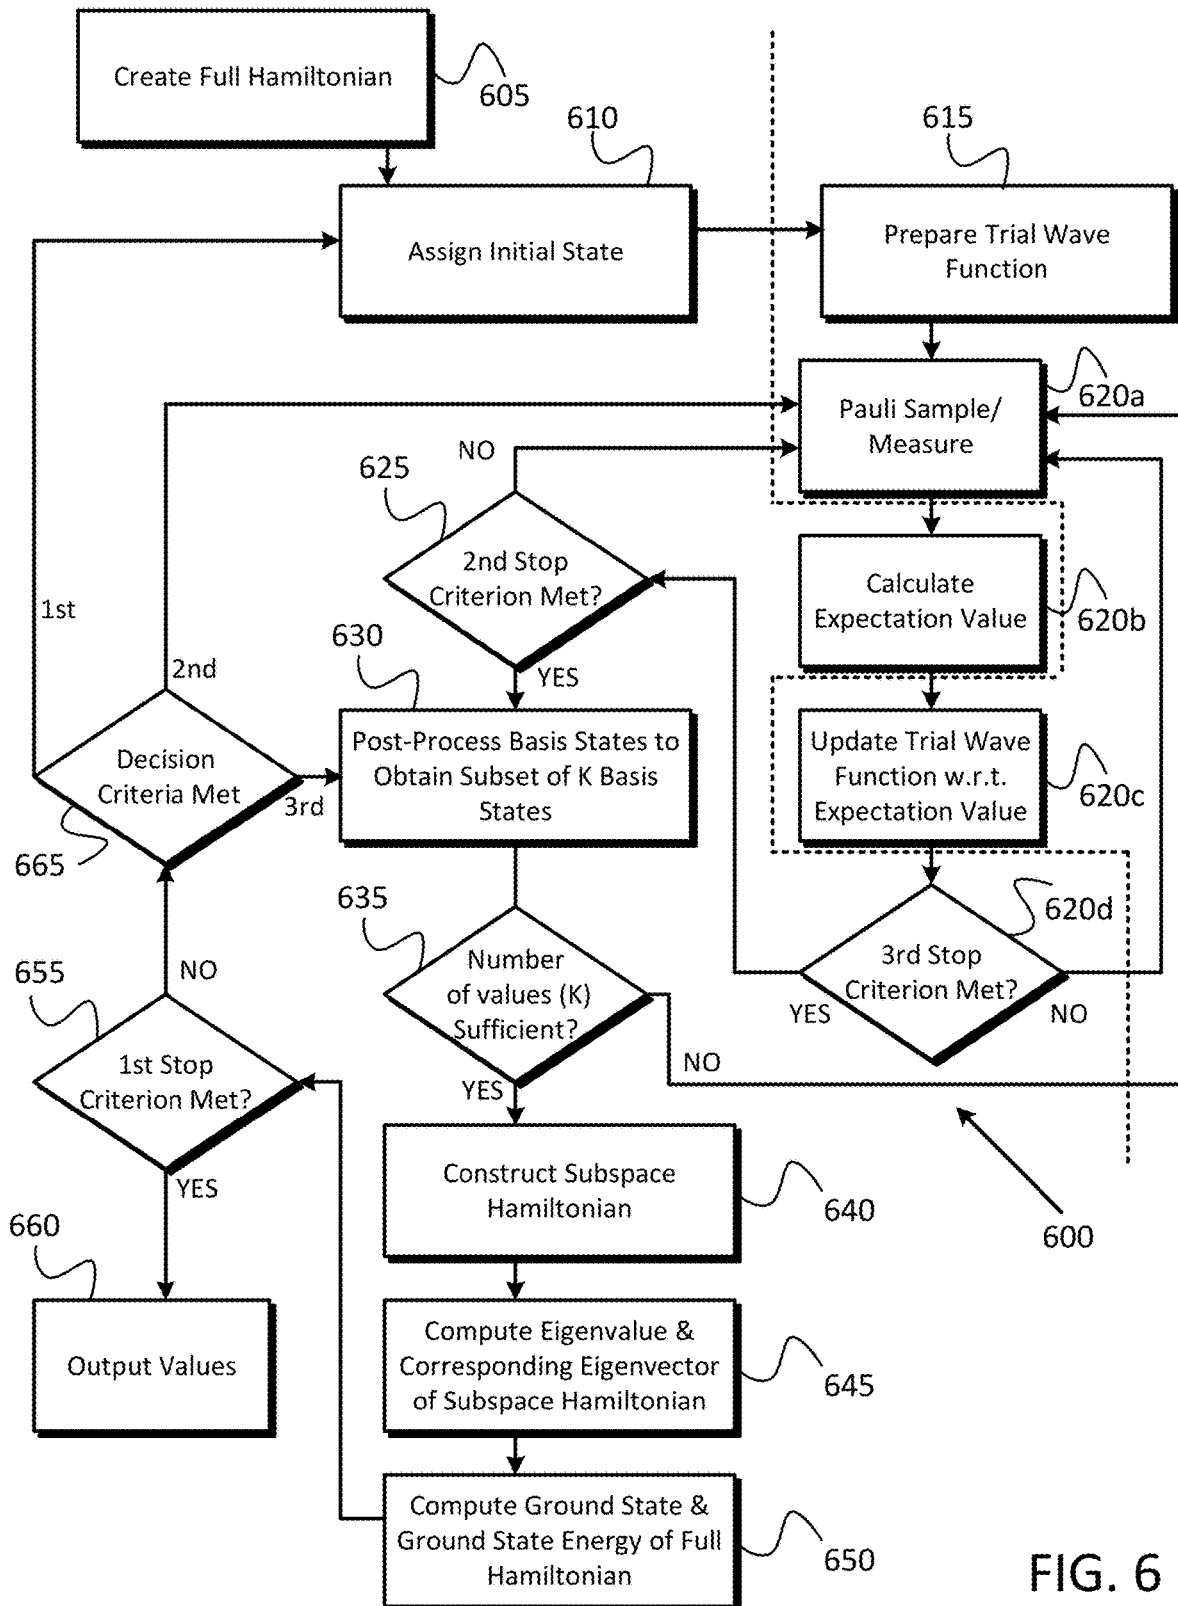 Create Full Hamiltonian
605
610
615
Assign Initial State
Prepare Trial Wave
Function
620a
Pauli Sample/
Measure
NO
625
2nd Stop
Criterion Met?
YES
Calculate
Expectation Value
620b
1st
2nd
630
Decision
Criteria Met
3rd
665
Post-Process Basis States to
Obtain Subset of K Basis
States
Update Trial Wave
Function w.r.t.
Expectation Value
620c
635
620d
3rd Stop
Criterion Met?
YES
NO
Number
of values (K)
Sufficient?
NO
YES
NO
655
1st Stop
Criterion Met?
YES
Construct Subspace
Hamiltonian
640
600
660
Output Values
Compute Eigenvalue &
Corresponding Eigenvector
of Subspace Hamiltonian
645
Compute Ground State &
Ground State Energy of Full
Hamiltonian
650
FIG. 6